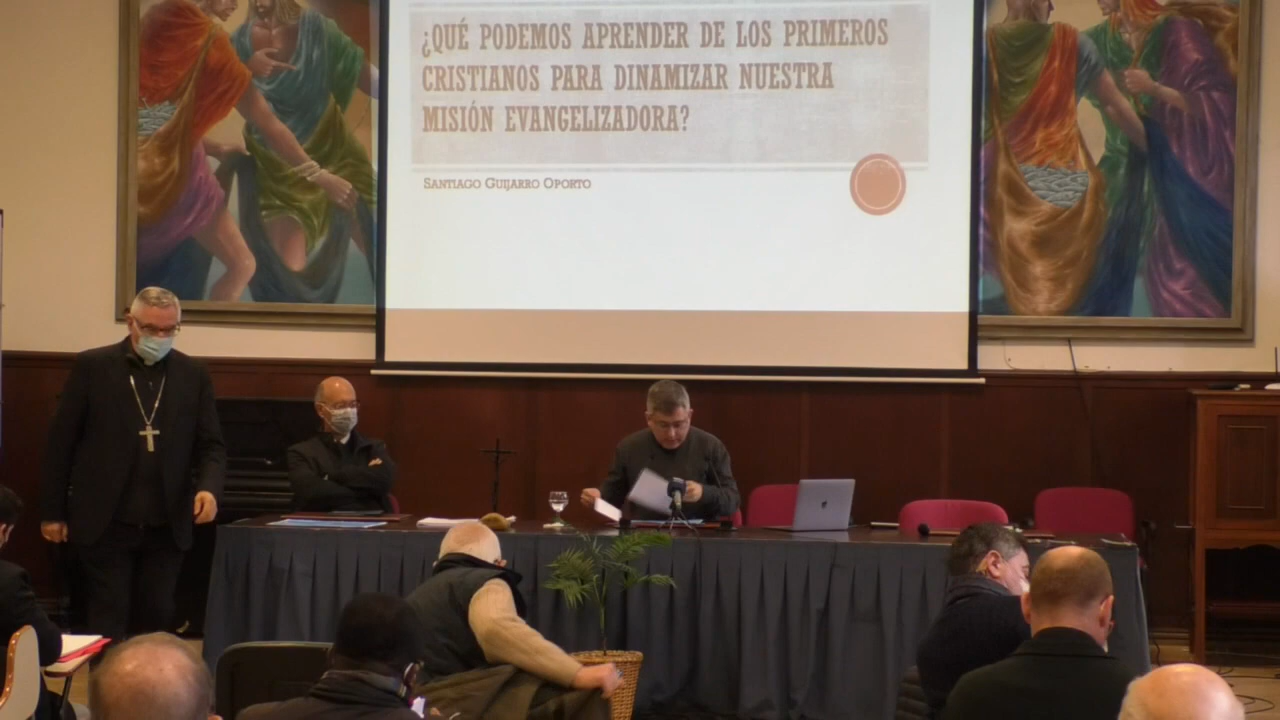 ¿QUÉ PODEMOS APRENDER DE LOS PRIMEROS
CRISTIANOS PARA DINAMIZAR NUESTRA
MISIÓN EVANGELIZADORA?
SANTIAGO GUIJARRO OPORTO